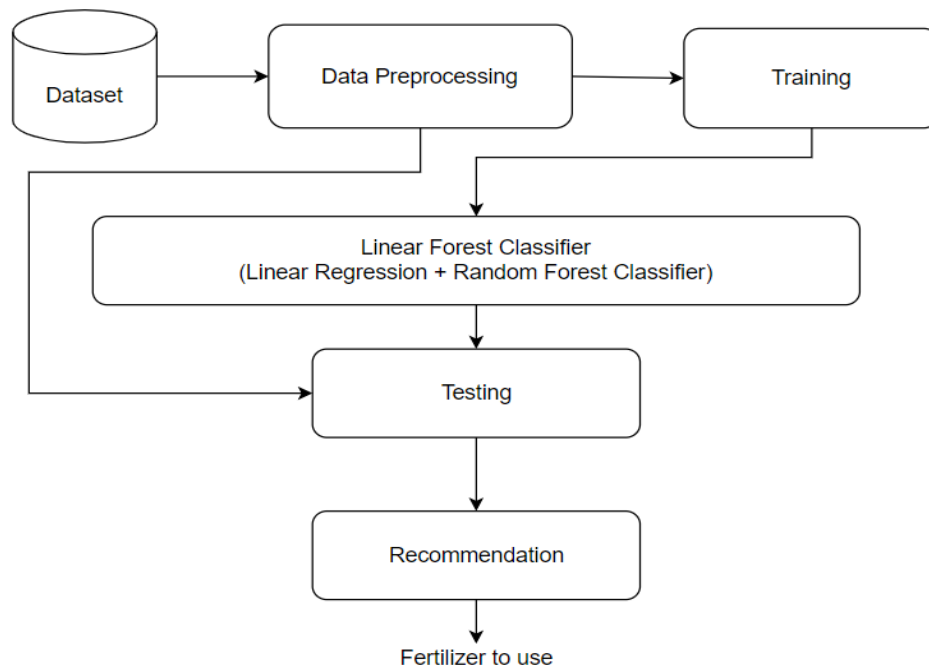 Dataset
Data Preprocessing
Training
Linear Forest Classifier
(Linear Regression + Random Forest Classifier)
Testing
Recommendation
Fertilizer to use